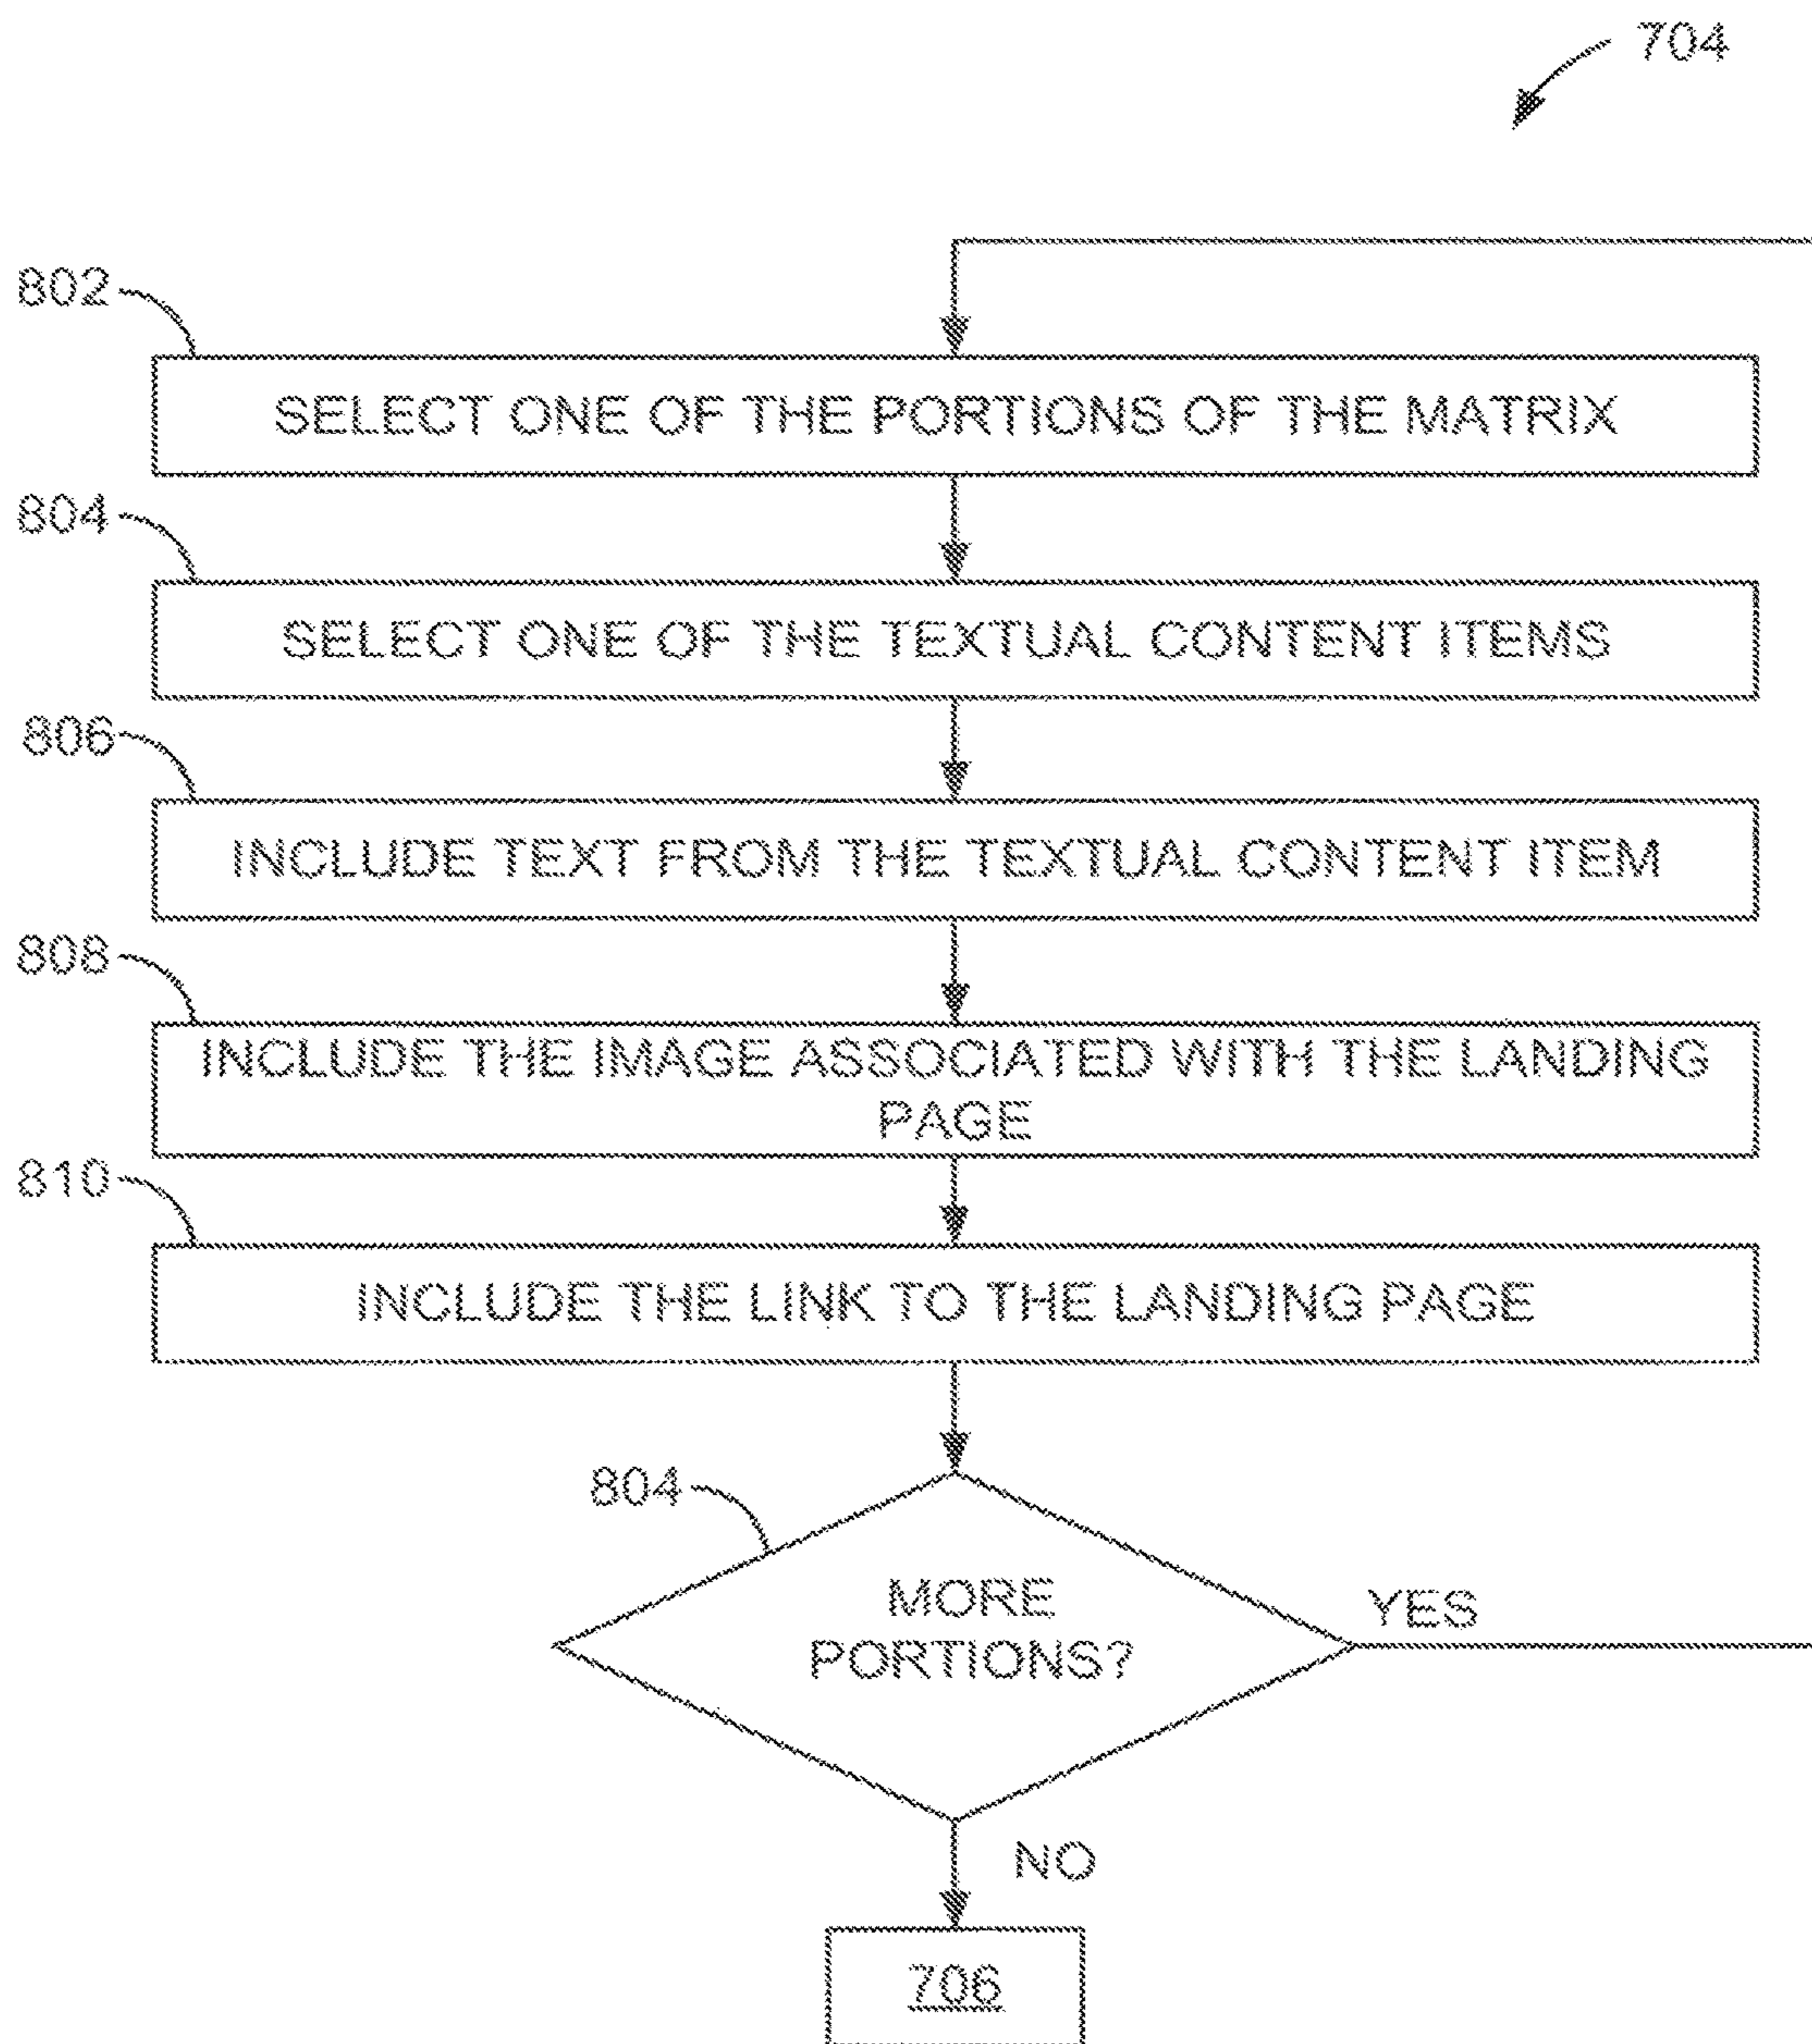 704
802
SELECT ONE OF THE PORTIONS OF THE MATRIX
804
SELECT ONE OF THE TEXTUAL CONTENT ITEMS
806
INCLUDE TEXT FROM THE TEXTUAL CONTENT ITEM
808
INCLUDE THE IMAGE ASSOCIATED WITH THE LANDING
PAGE
810
INCLUDE THE LINK TO THE LANDING PAGE
804
MORE
PORTIONS?
YES
NO
706